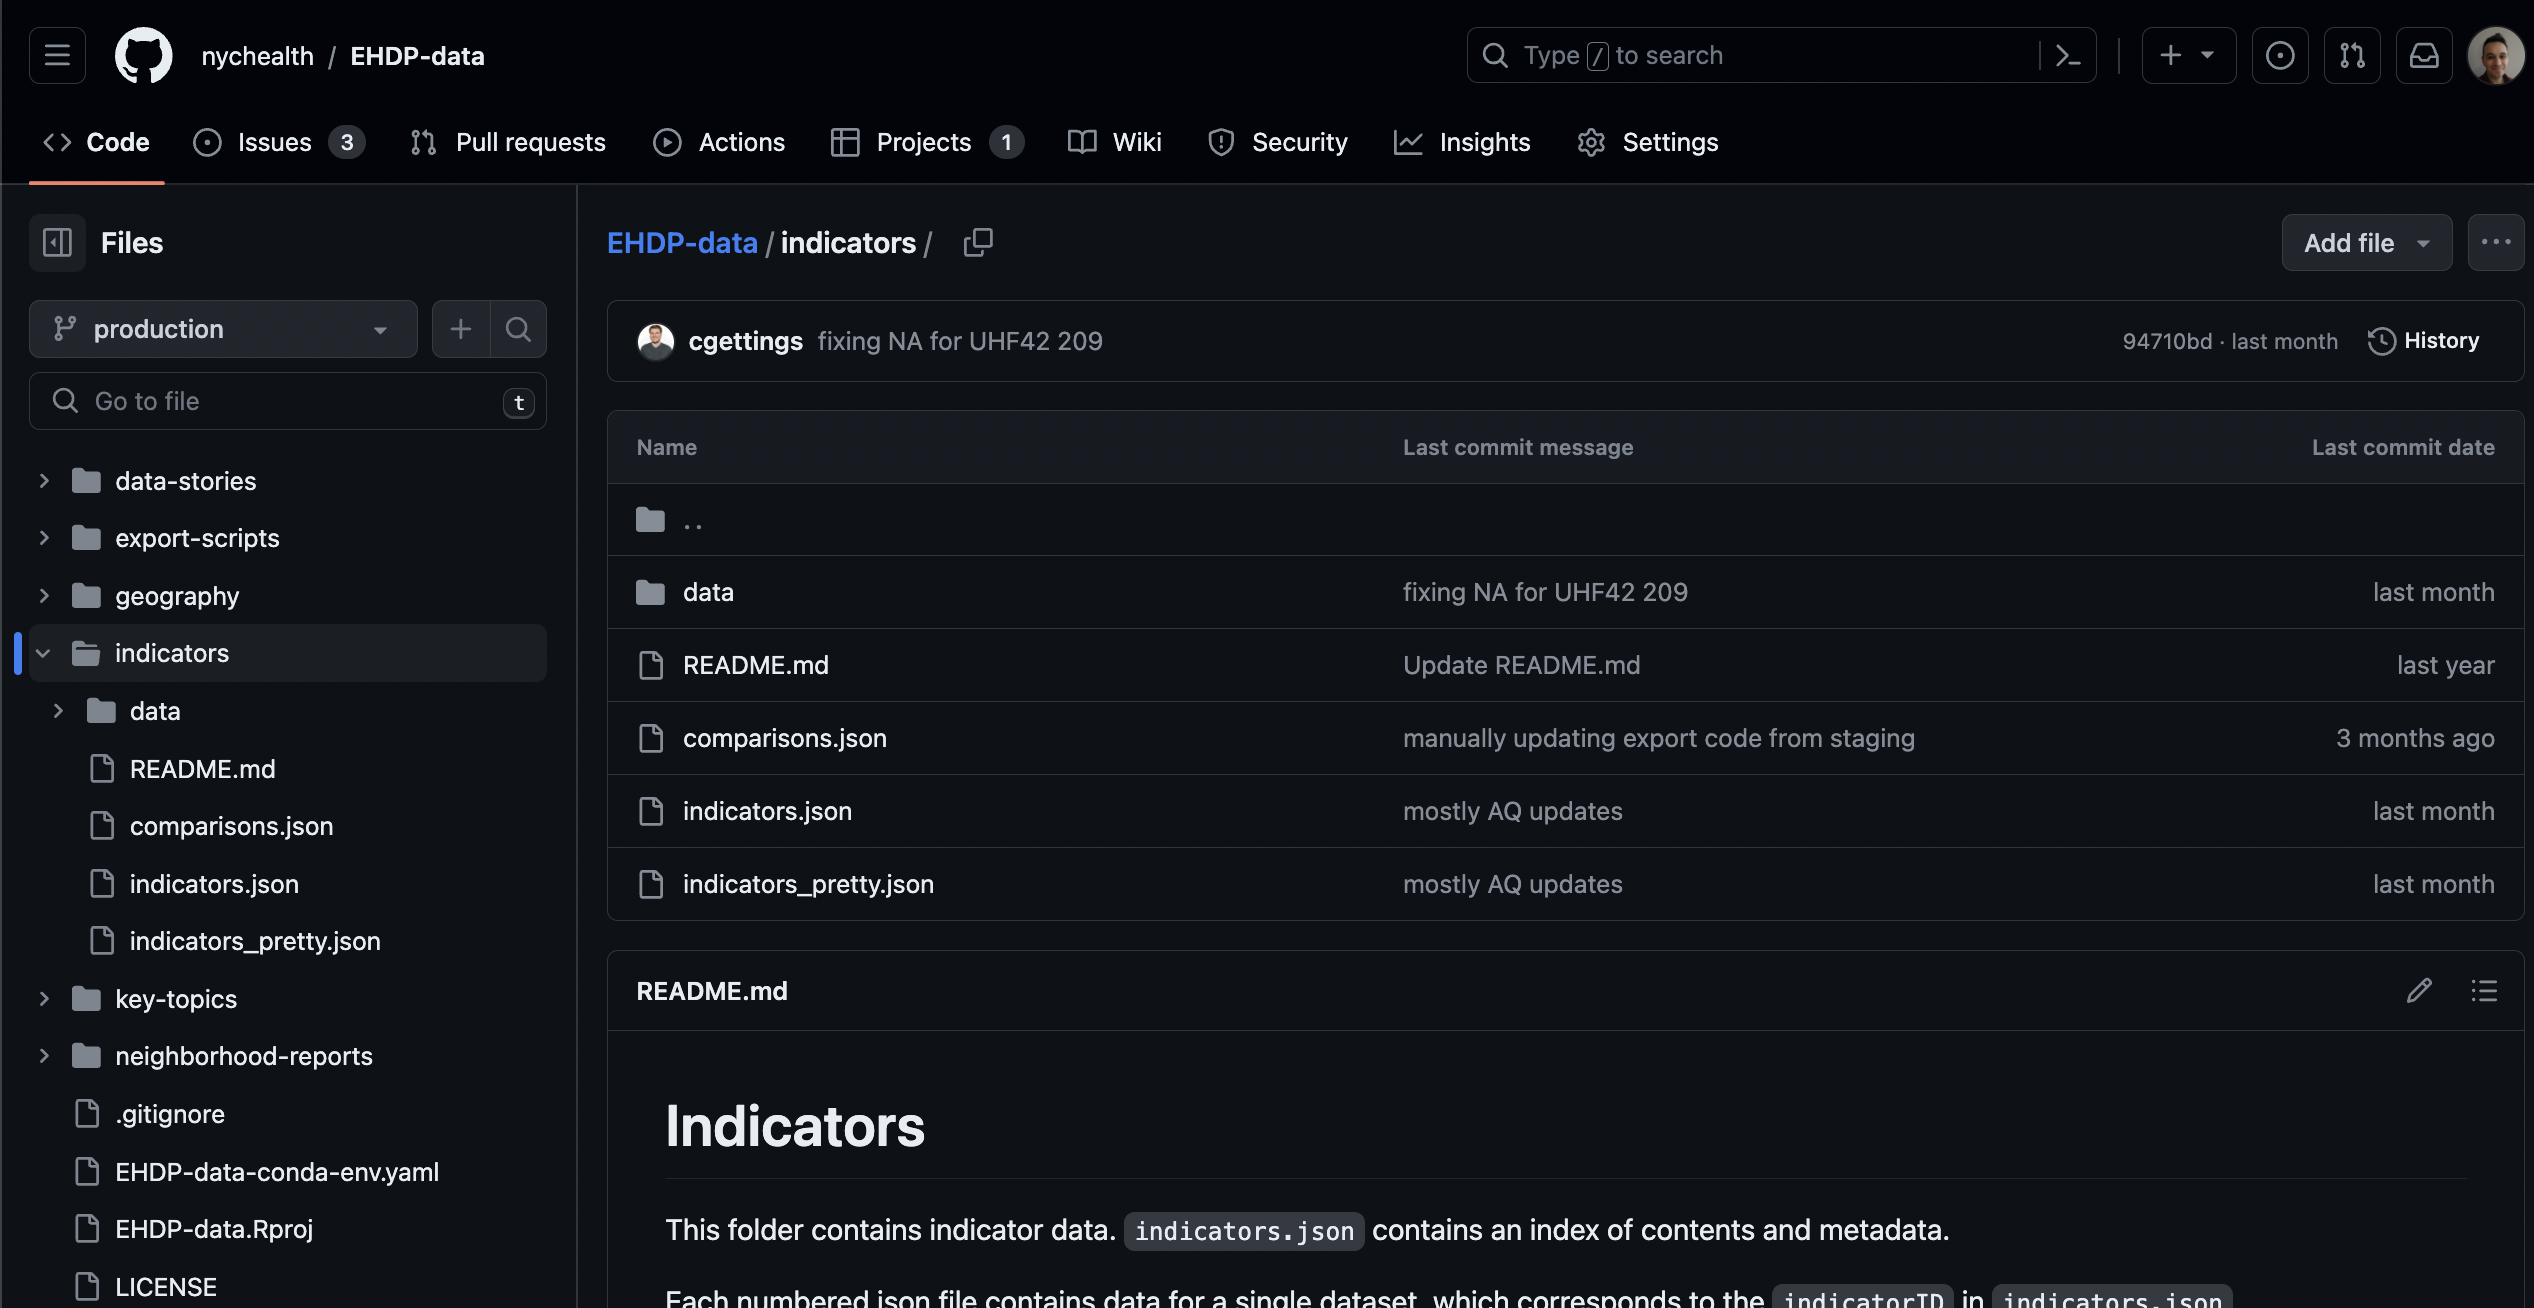 nychealth / EHDP-data
Type / to search
Code
Issues 3
Pull requests
Actions
Projects 1
Wiki
Security
Insights
Settings
Files
production
Go to file
t
data-stories
export-scripts
geography
indicators
data
README.md
comparisons.json
indicators.json
indicators_pretty.json
key-topics
neighborhood-reports
.gitignore
EHDP-data-conda-env.yaml
EHDP-data.Rproj
LICENSE
EHDP-data / indicators /
Add file
cgettings fixing NA for UHF42 209
94710bd · last month
History
Name Last commit message Last commit date
..
data fixing NA for UHF42 209 last month
README.md Update README.md last year
comparisons.json manually updating export code from staging 3 months ago
indicators.json mostly AQ updates last month
indicators_pretty.json mostly AQ updates last month
README.md
Indicators
This folder contains indicator data. indicators.json contains an index of contents and metadata.
Each numbered json file contains data for a single dataset, which corresponds to the indicatorID in indicators.json